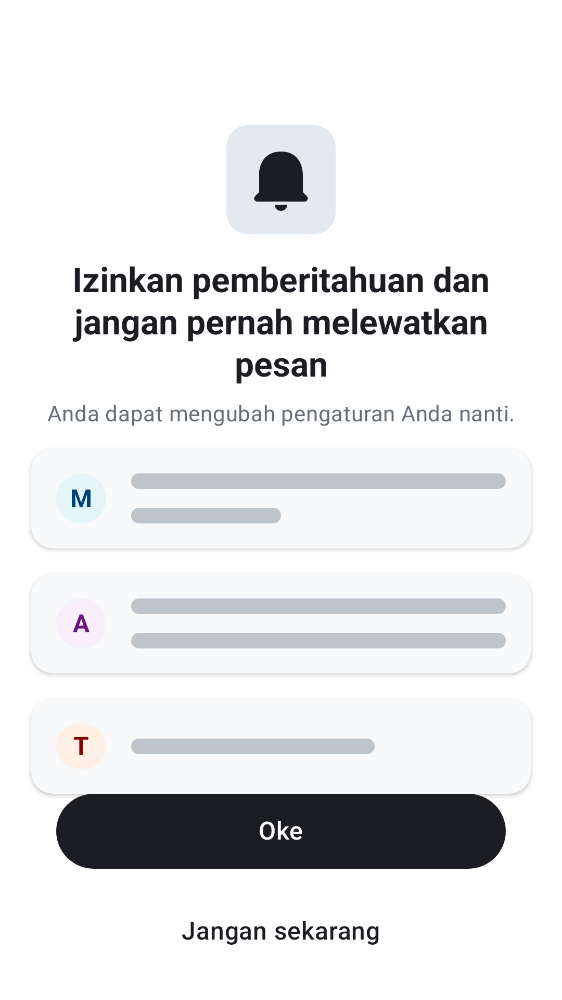 Izinkan pemberitahuan dan
jangan pernah melewatkan
pesan
Anda dapat mengubah pengaturan Anda nanti.
M
A
T
Oke
Jangan sekarang